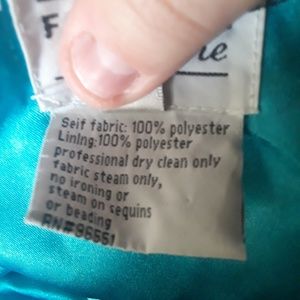 Self fabric: 100% polyester
Lining:100% polyester
professional dry clean only
fabric steam only,
no ironing or
steam on sequins
or beading
RN#96551